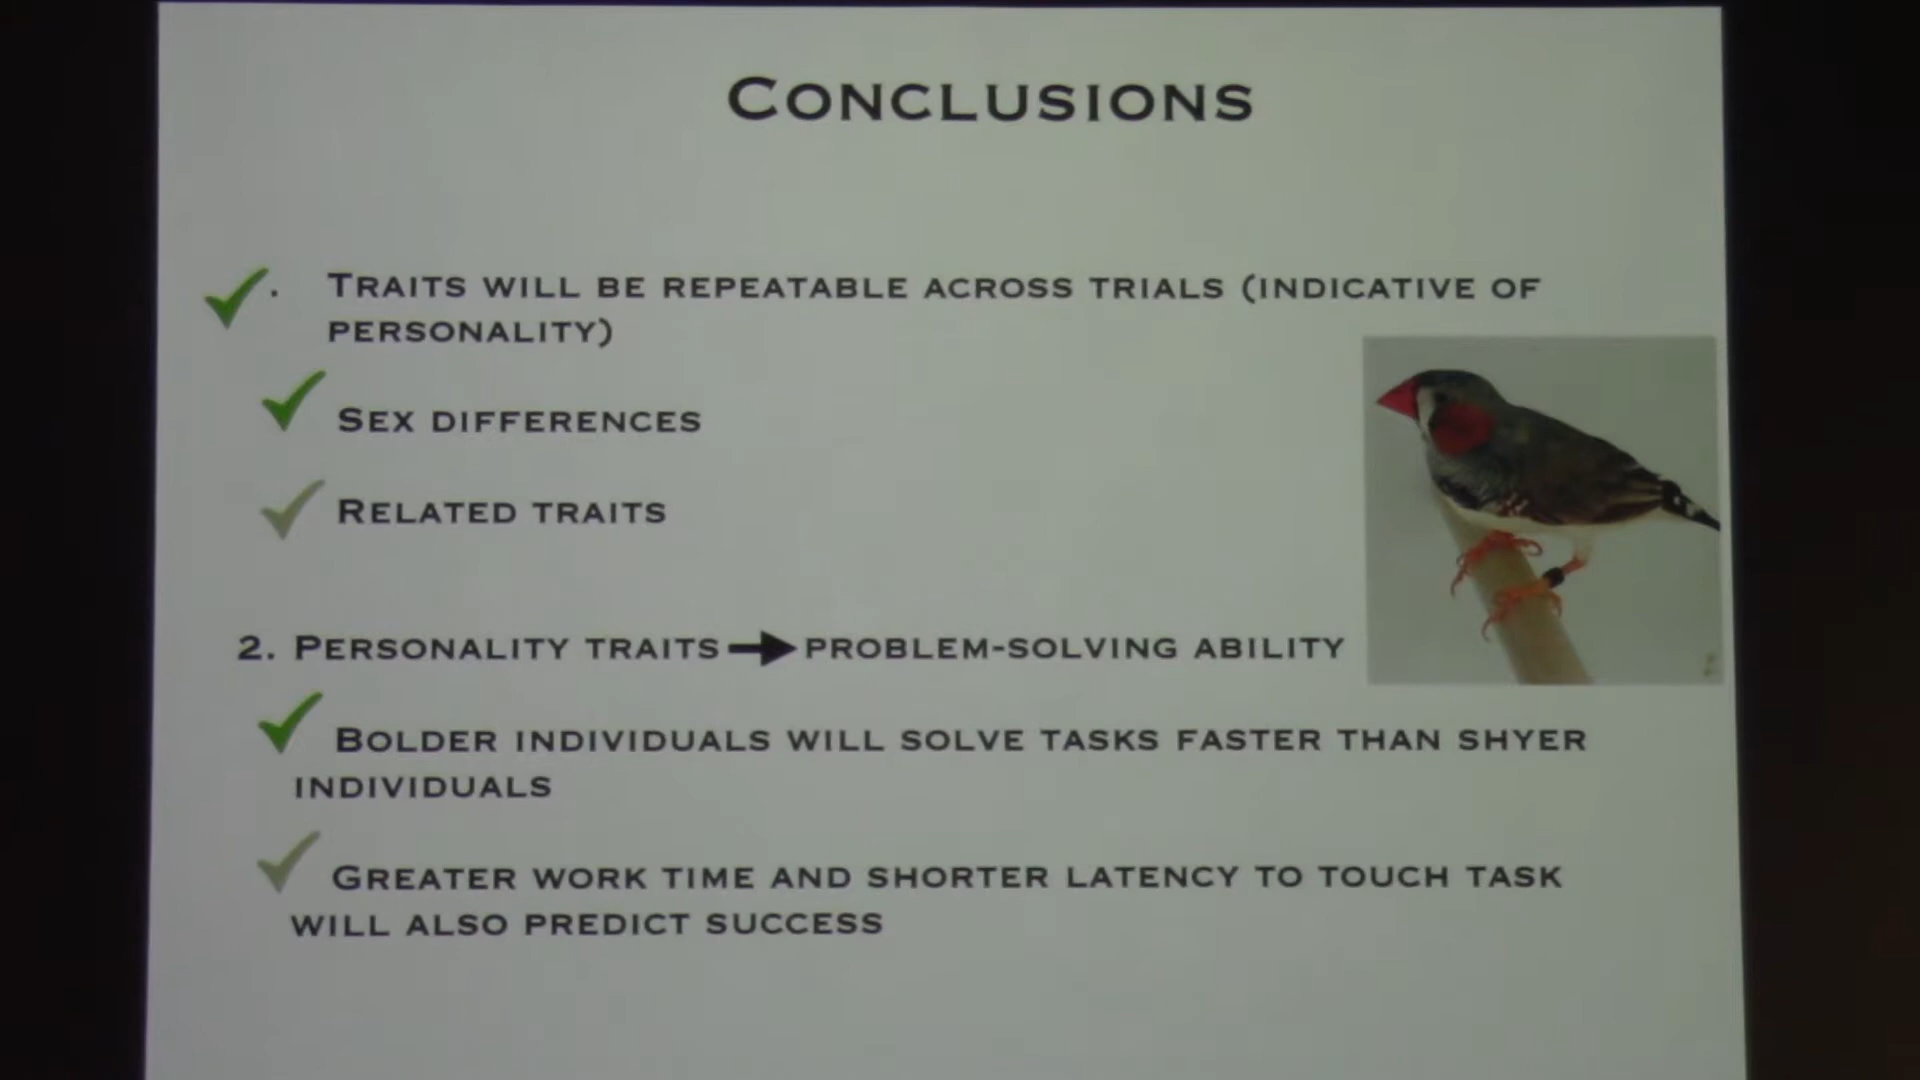 CONCLUSIONS
. TRAITS WILL BE REPEATABLE ACROSS TRIALS (INDICATIVE OF
PERSONALITY)
SEX DIFFERENCES
RELATED TRAITS
2. PERSONALITY TRAITS → PROBLEM-SOLVING ABILITY
BOLDER INDIVIDUALS WILL SOLVE TASKS FASTER THAN SHYER
INDIVIDUALS
GREATER WORK TIME AND SHORTER LATENCY TO TOUCH TASK
WILL ALSO PREDICT SUCCESS